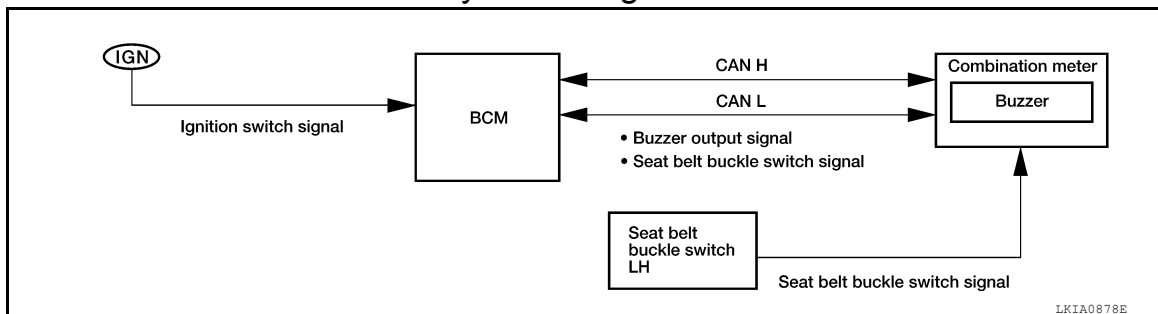 IGN
Ignition switch signal
BCM
CAN H
CAN L
• Buzzer output signal
• Seat belt buckle switch signal
Combination meter
Buzzer
Seat belt
buckle switch
LH
Seat belt buckle switch signal
LKIA0878E